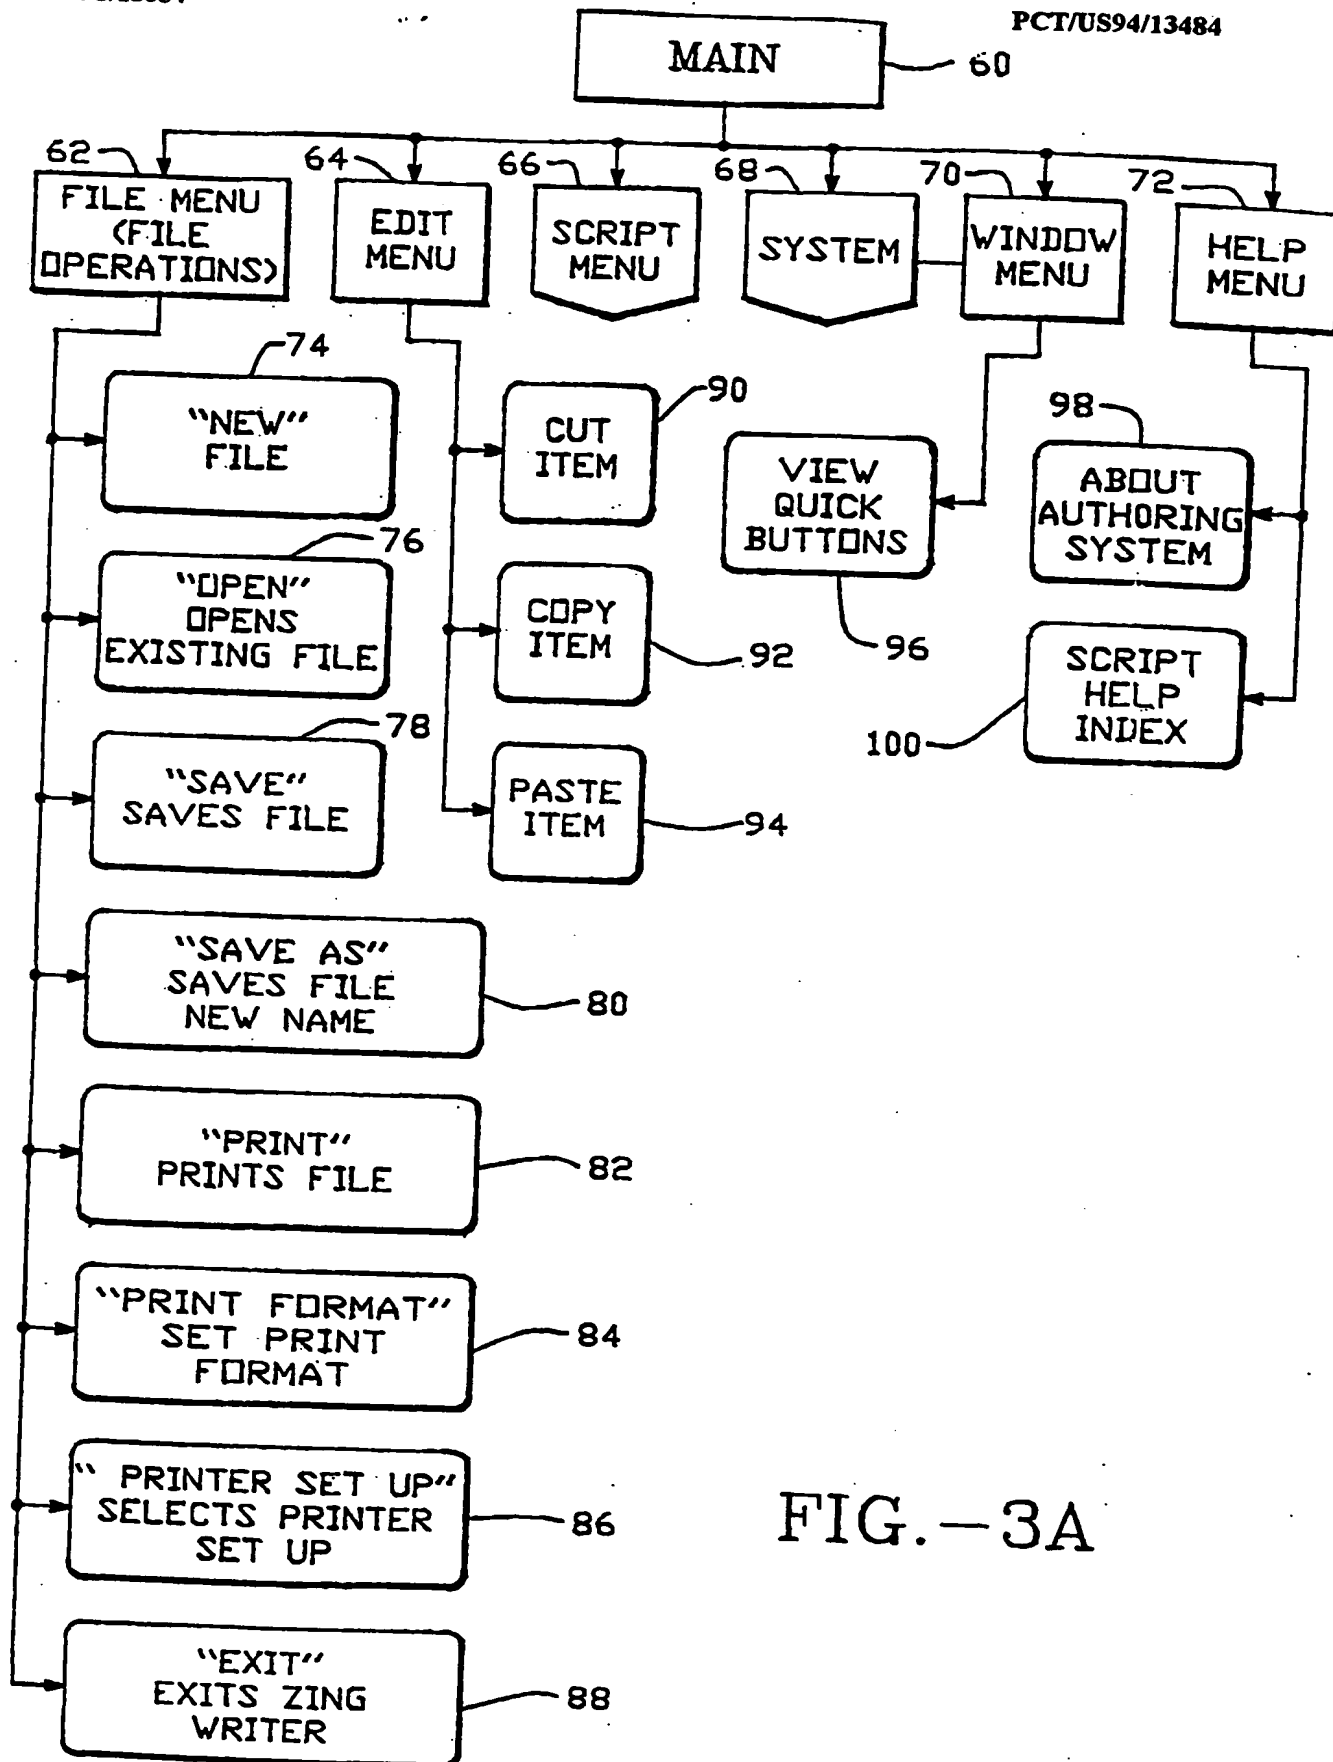 PCT/US94/13484
MAIN
60
62
64
66
68
70
72
FILE MENU
(FILE
OPERATIONS)
EDIT
MENU
SCRIPT
MENU
SYSTEM
WINDOW
MENU
HELP
MENU
74
"NEW"
FILE
76
"OPEN"
OPENS
EXISTING FILE
78
"SAVE"
SAVES FILE
"SAVE AS"
SAVES FILE
NEW NAME
80
"PRINT"
PRINTS FILE
82
"PRINT FORMAT"
SET PRINT
FORMAT
84
" PRINTER SET UP"
SELECTS PRINTER
SET UP
86
"EXIT"
EXITS ZING
WRITER
88
90
CUT
ITEM
COPY
ITEM
92
PASTE
ITEM
94
VIEW
QUICK
BUTTONS
96
98
ABOUT
AUTHORING
SYSTEM
SCRIPT
HELP
INDEX
100
FIG.-3A